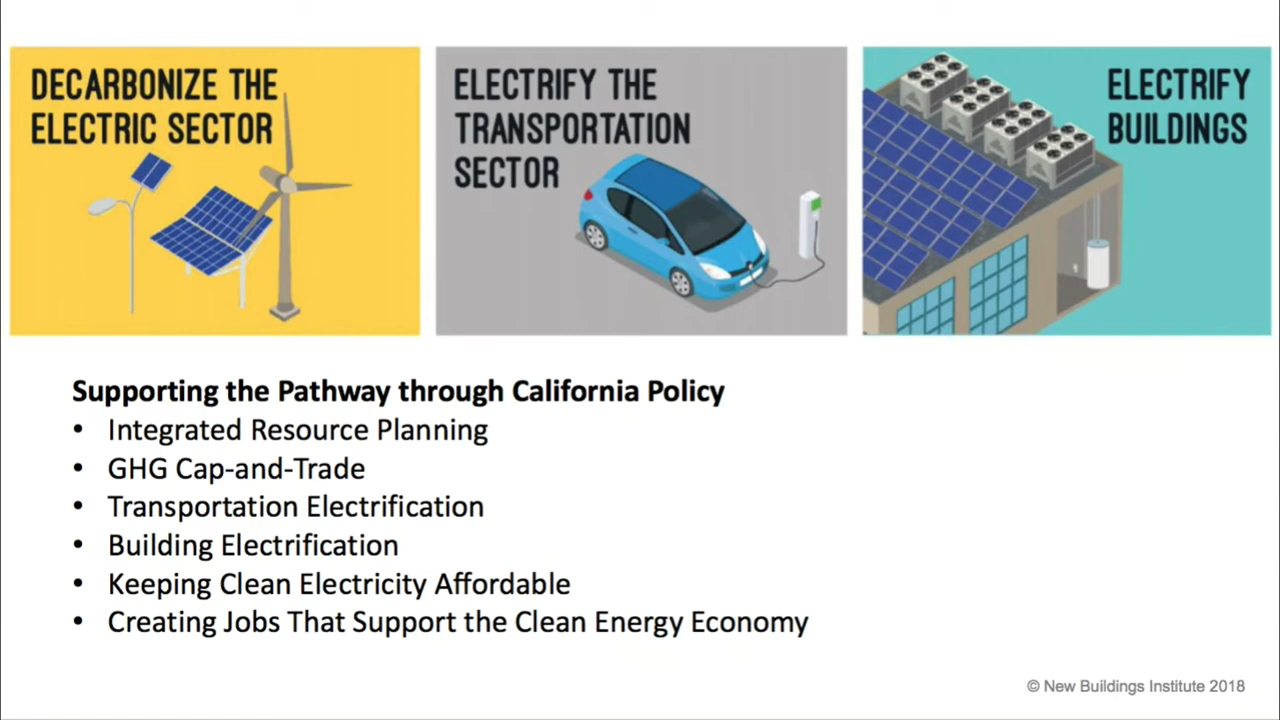 DECARBONIZE THE
ELECTRIC SECTOR
ELECTRIFY THE
TRANSPORTATION
SECTOR
ELECTRIFY
BUILDINGS
Supporting the Pathway through California Policy
• Integrated Resource Planning
• GHG Cap-and-Trade
• Transportation Electrification
• Building Electrification
• Keeping Clean Electricity Affordable
• Creating Jobs That Support the Clean Energy Economy
© New Buildings Institute 2018